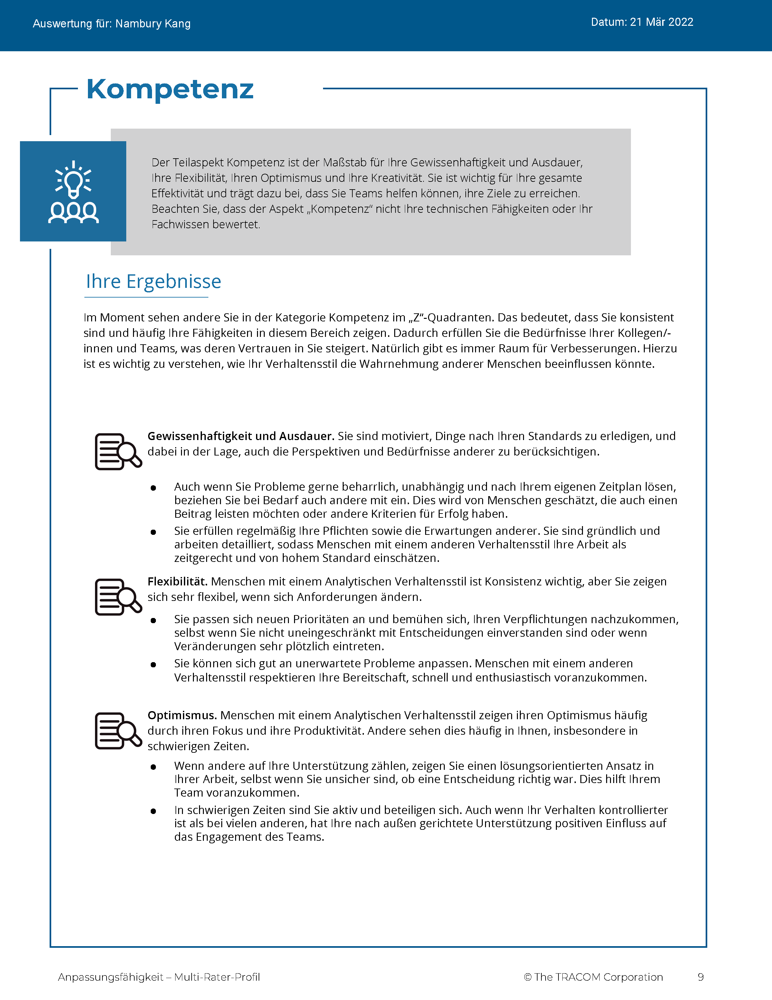 Auswertung für: Nambury Kang
Datum: 21 Mär 2022
Kompetenz
Der Teilaspekt Kompetenz ist der Maßstab für Ihre Gewissenhaftigkeit und Ausdauer,
Ihre Flexibilität, Ihren Optimismus und Ihre Kreativität. Sie ist wichtig für Ihre gesamte
Effektivität und trägt dazu bei, dass Sie Teams helfen können, ihre Ziele zu erreichen.
Beachten Sie, dass der Aspekt „Kompetenz“ nicht Ihre technischen Fähigkeiten oder Ihr
Fachwissen bewertet.
Ihre Ergebnisse
Im Moment sehen andere Sie in der Kategorie Kompetenz im „Z“-Quadranten. Das bedeutet, dass Sie konsistent
sind und häufig Ihre Fähigkeiten in diesem Bereich zeigen. Dadurch erfüllen Sie die Bedürfnisse Ihrer Kollegen/-
innen und Teams, was deren Vertrauen in Sie steigert. Natürlich gibt es immer Raum für Verbesserungen. Hierzu
ist es wichtig zu verstehen, wie Ihr Verhaltensstil die Wahrnehmung anderer Menschen beeinflussen könnte.
Gewissenhaftigkeit und Ausdauer. Sie sind motiviert, Dinge nach Ihren Standards zu erledigen, und
dabei in der Lage, auch die Perspektiven und Bedürfnisse anderer zu berücksichtigen.
● Auch wenn Sie Probleme gerne beharrlich, unabhängig und nach Ihrem eigenen Zeitplan lösen,
beziehen Sie bei Bedarf auch andere mit ein. Dies wird von Menschen geschätzt, die auch einen
Beitrag leisten möchten oder andere Kriterien für Erfolg haben.
● Sie erfüllen regelmäßig Ihre Pflichten sowie die Erwartungen anderer. Sie sind gründlich und
arbeiten detailliert, sodass Menschen mit einem anderen Verhaltensstil Ihre Arbeit als
zeitgerecht und von hohem Standard einschätzen.
Flexibilität. Menschen mit einem Analytischen Verhaltensstil ist Konsistenz wichtig, aber Sie zeigen
sich sehr flexibel, wenn sich Anforderungen ändern.
● Sie passen sich neuen Prioritäten an und bemühen sich, Ihren Verpflichtungen nachzukommen,
selbst wenn Sie nicht uneingeschränkt mit Entscheidungen einverstanden sind oder wenn
Veränderungen sehr plötzlich eintreten.
● Sie können sich gut an unerwartete Probleme anpassen. Menschen mit einem anderen
Verhaltensstil respektieren Ihre Bereitschaft, schnell und enthusiastisch voranzukommen.
Optimismus. Menschen mit einem Analytischen Verhaltensstil zeigen ihren Optimismus häufig
durch ihren Fokus und ihre Produktivität. Andere sehen dies häufig in Ihnen, insbesondere in
schwierigen Zeiten.
● Wenn andere auf Ihre Unterstützung zählen, zeigen Sie einen lösungsorientierten Ansatz in
Ihrer Arbeit, selbst wenn Sie unsicher sind, ob eine Entscheidung richtig war. Dies hilft Ihrem
Team voranzukommen.
● In schwierigen Zeiten sind Sie aktiv und beteiligen sich. Auch wenn Ihr Verhalten kontrollierter
ist als bei vielen anderen, hat Ihre nach außen gerichtete Unterstützung positiven Einfluss auf
das Engagement des Teams.
Anpassungsfähigkeit – Multi-Rater-Profil
© The TRACOM Corporation
9